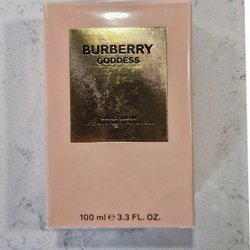 BURBERRY
GODDESS
100 ml ℮ 3.3 FL. OZ.